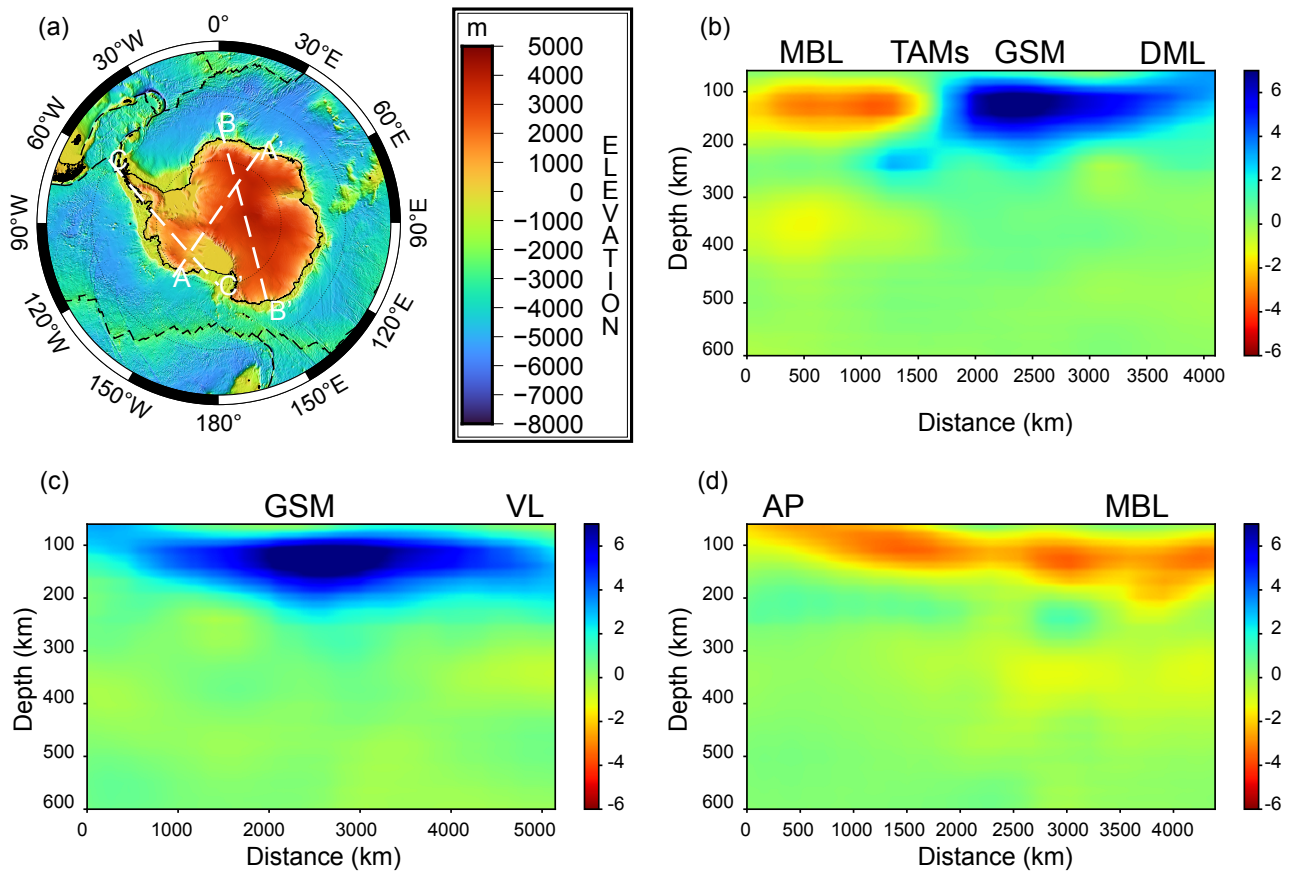 (a)
0°
30°E
60°E
90°E
120°E
150°E
180°
150°W
120°W
90°W
60°W
30°W
B
A'
C
A
C'
B'
m
5000
4000
3000
2000
1000
0
−1000
−2000
−3000
−4000
−5000
−6000
−7000
−8000
ELEVATION
(b)
MBL TAMs GSM DML
Depth (km)
100
200
300
400
500
600
0 500 1000 1500 2000 2500 3000 3500 4000
Distance (km)
6
4
2
0
-2
-4
-6
(c)
GSM VL
Depth (km)
100
200
300
400
500
600
0 1000 2000 3000 4000 5000
Distance (km)
6
4
2
0
-2
-4
-6
(d)
AP MBL
Depth (km)
100
200
300
400
500
600
0 500 1000 1500 2000 2500 3000 3500 4000
Distance (km)
6
4
2
0
-2
-4
-6